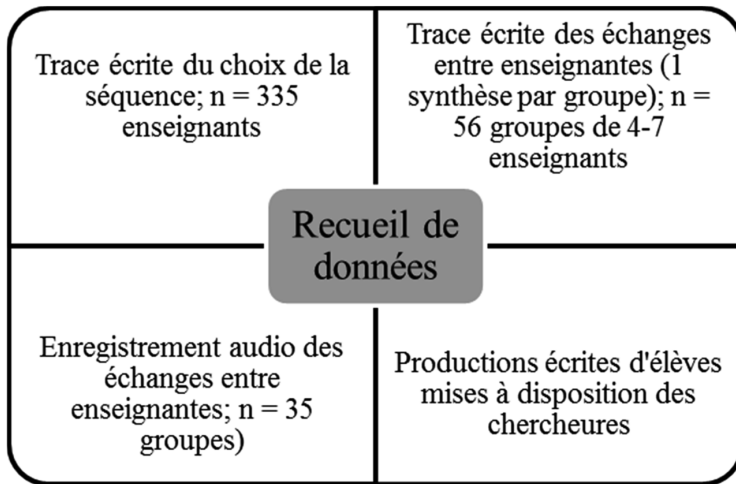 Trace écrite du choix de la
séquence; n = 335
enseignants
Trace écrite des échanges
entre enseignantes (1
synthèse par groupe); n =
56 groupes de 4-7
enseignants
Recueil de
données
Enregistrement audio des
échanges entre
enseignantes; n = 35
groupes)
Productions écrites d'élèves
mises à disposition des
chercheures